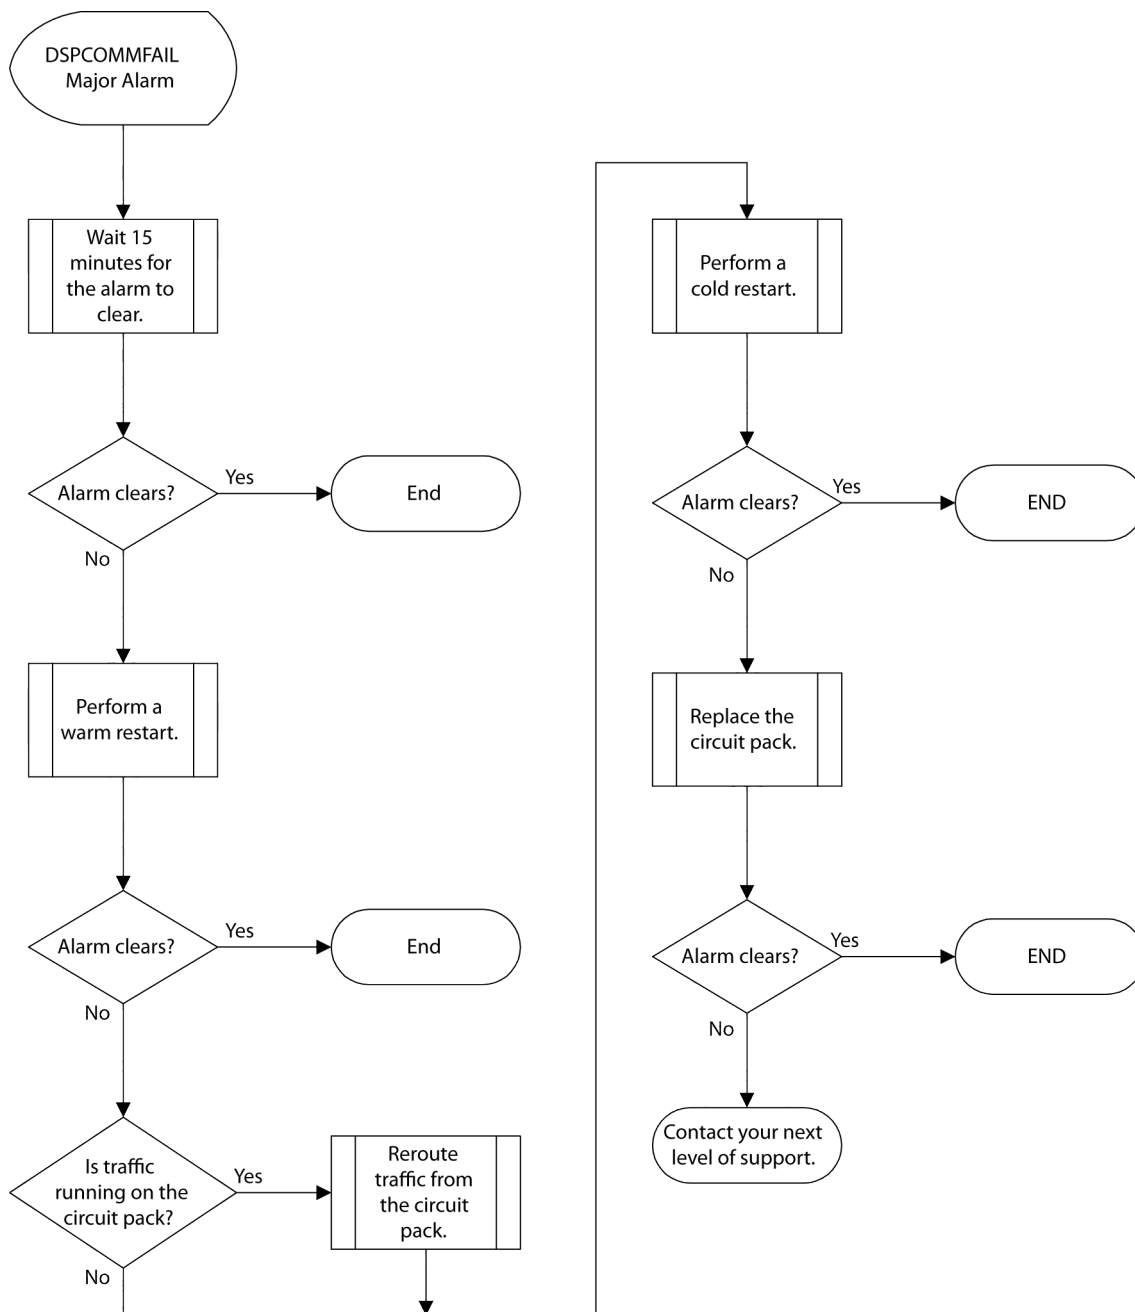 DSPCOMMFAIL
Major Alarm
Wait 15
minutes for
the alarm to
clear.
Alarm clears?
Yes
End
No
Perform a
warm restart.
Alarm clears?
Yes
End
No
Is traffic
running on the
circuit pack?
Yes
Reroute
traffic from
the circuit
pack.
No
Perform a
cold restart.
Alarm clears?
Yes
END
No
Replace the
circuit pack.
Alarm clears?
Yes
END
No
Contact your next
level of support.